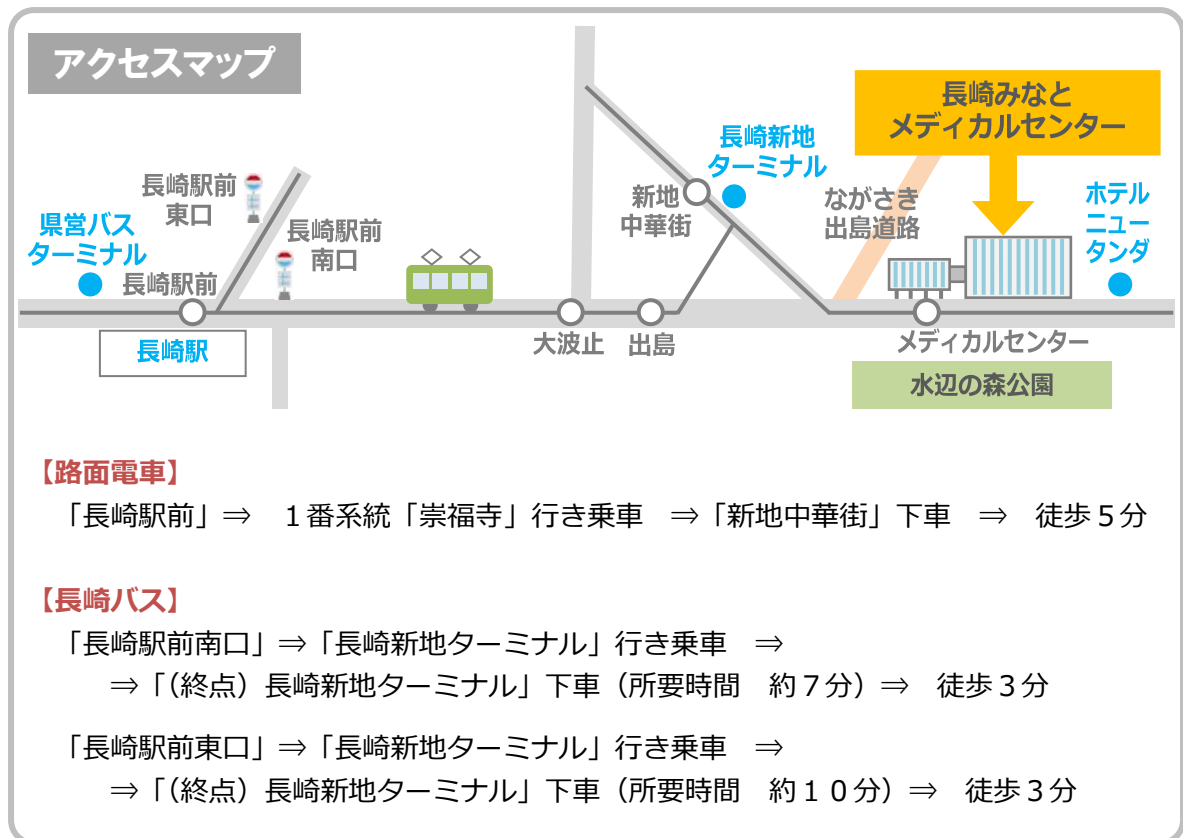 アクセスマップ
長崎みなと
メディカルセンター
長崎新地
ターミナル
長崎駅前
東口
新地
中華街
ながさき
出島道路
ホテル
ニュー
タンダ
県営バス
ターミナル
長崎駅前
南口
長崎駅前
長崎駅
大波止
出島
メディカルセンター
水辺の森公園
【路面電車】
「長崎駅前」⇒　１番系統「崇福寺」行き乗車　⇒「新地中華街」下車　⇒　徒歩５分
【長崎バス】
「長崎駅前南口」⇒「長崎新地ターミナル」行き乗車　⇒
⇒「（終点）長崎新地ターミナル」下車（所要時間　約７分）⇒　徒歩３分
「長崎駅前東口」⇒「長崎新地ターミナル」行き乗車　⇒
⇒「（終点）長崎新地ターミナル」下車（所要時間　約１０分）⇒　徒歩３分